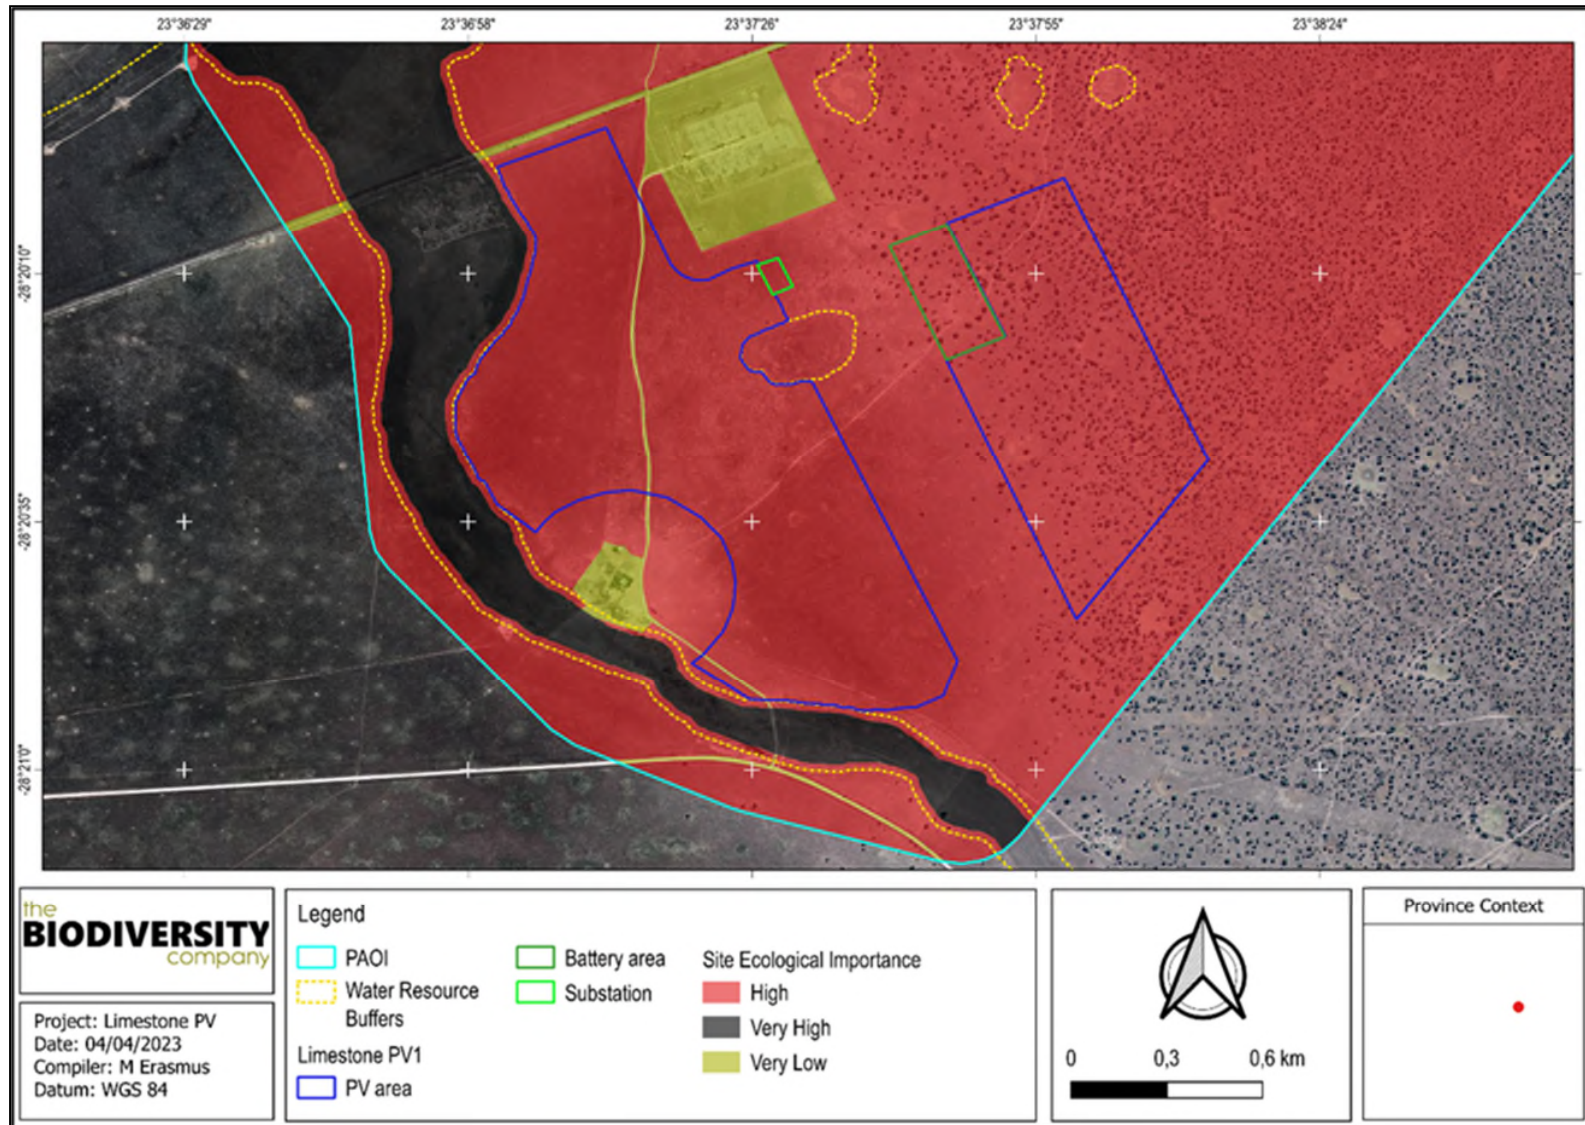 23°36'29" 23°36'58" 23°37'26" 23°37'55" 23°38'24"
-28°20'10"
-28°20'35"
-28°21'0"
the
BIODIVERSITY
company
Project: Limestone PV
Date: 04/04/2023
Compiler: M Erasmus
Datum: WGS 84
Legend
PAOI
Water Resource
Buffers
Limestone PV1
PV area
Battery area
Substation
Site Ecological Importance
High
Very High
Very Low
0 0,3 0,6 km
Province Context